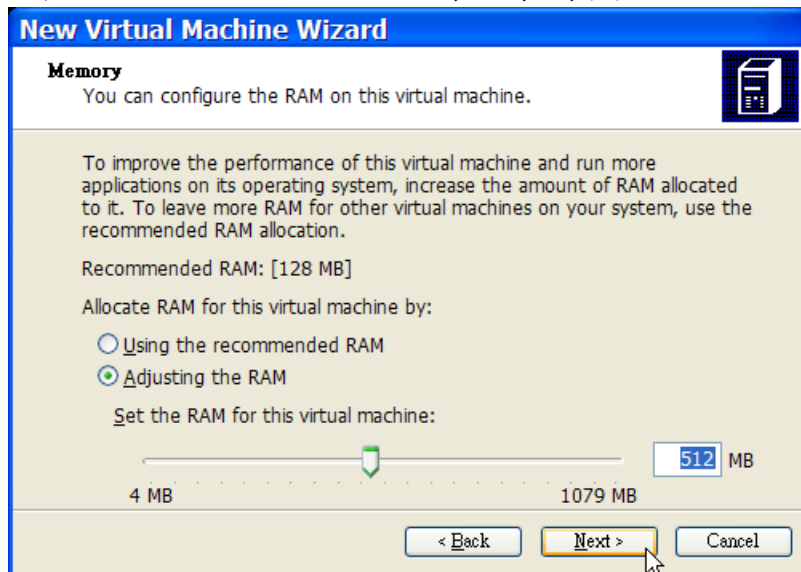 New Virtual Machine Wizard
Memory
You can configure the RAM on this virtual machine.
To improve the performance of this virtual machine and run more
applications on its operating system, increase the amount of RAM allocated
to it. To leave more RAM for other virtual machines on your system, use the
recommended RAM allocation.
Recommended RAM: [128 MB]
Allocate RAM for this virtual machine by:
Using the recommended RAM
Adjusting the RAM
Set the RAM for this virtual machine:
512 MB
4 MB 1079 MB
< Back Next > Cancel